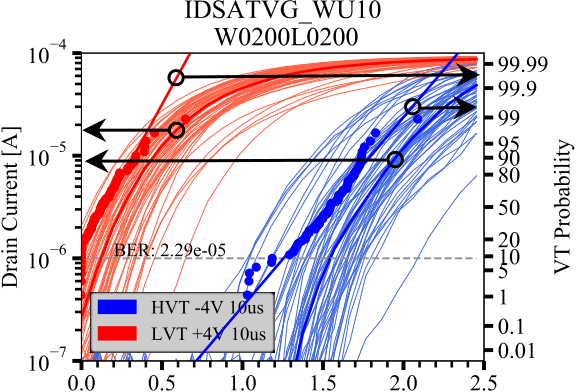 IDSATVG_WU10
W0200L0200
Drain Current [A]
10⁻⁴
10⁻⁵
10⁻⁶
10⁻⁷
BER: 2.29e-05
HVT -4V 10us
LVT +4V 10us
0.0 0.5 1.0 1.5 2.0 2.5
99.99
99.9
99
95
90
80
50
20
10
5
1
0.1
0.01
VT Probability